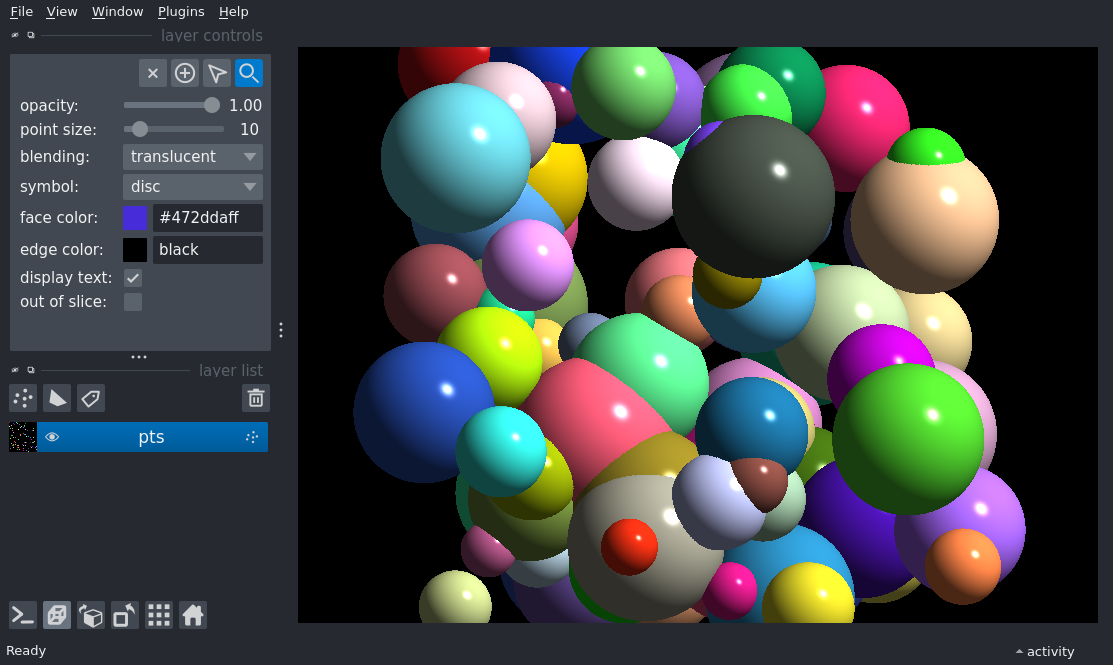 File View Window Plugins Help
layer controls
opacity: 1.00
point size: 10
blending: translucent
symbol: disc
face color: #472ddaff
edge color: black
display text:
out of slice:
layer list
pts
Ready
activity